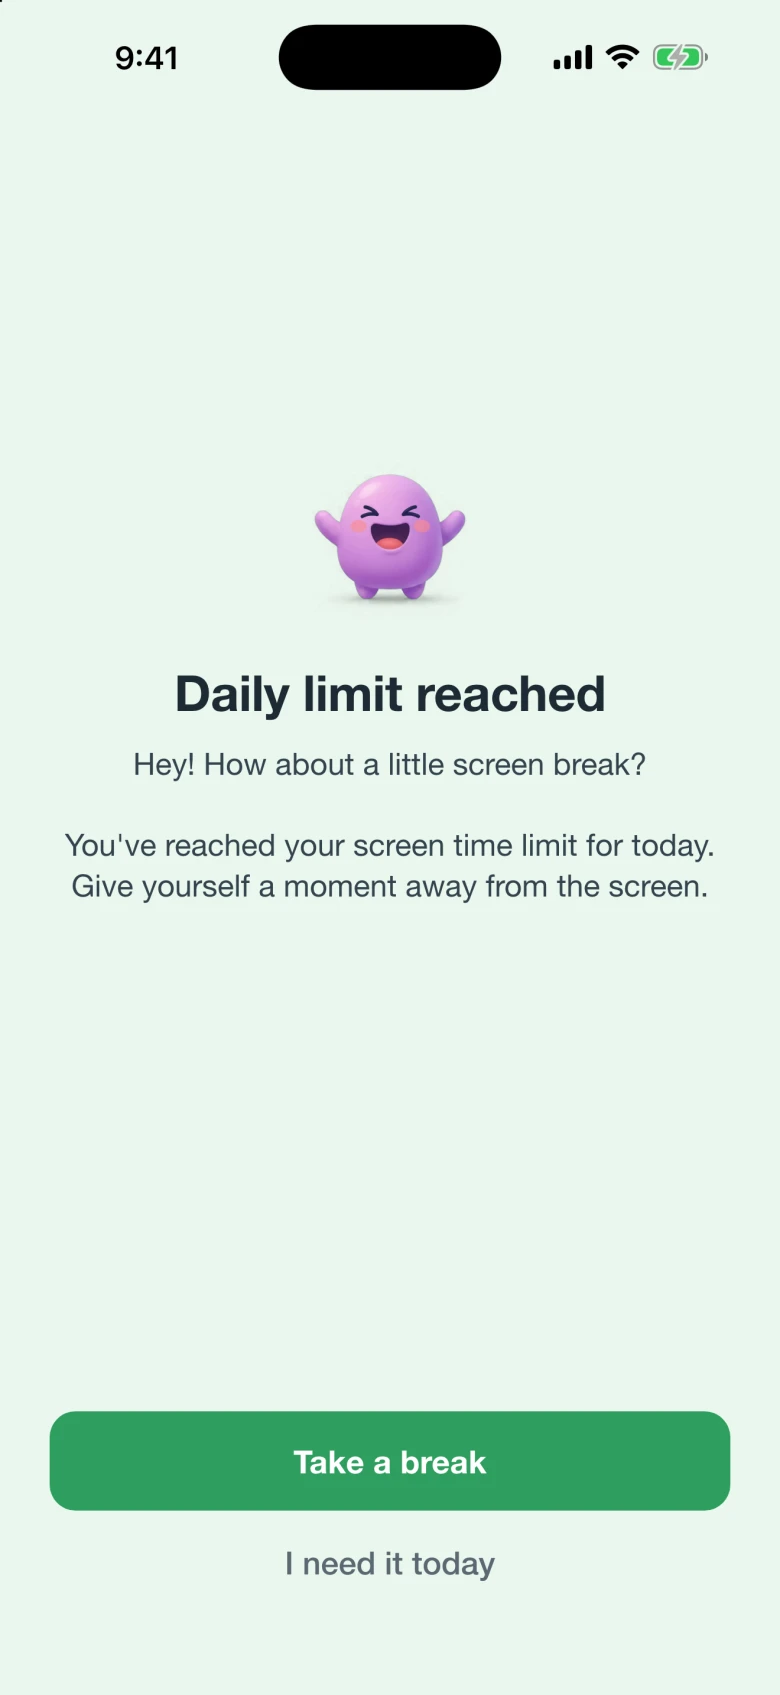 9:41
Daily limit reached
Hey! How about a little screen break?
You've reached your screen time limit for today.
Give yourself a moment away from the screen.
Take a break
I need it today